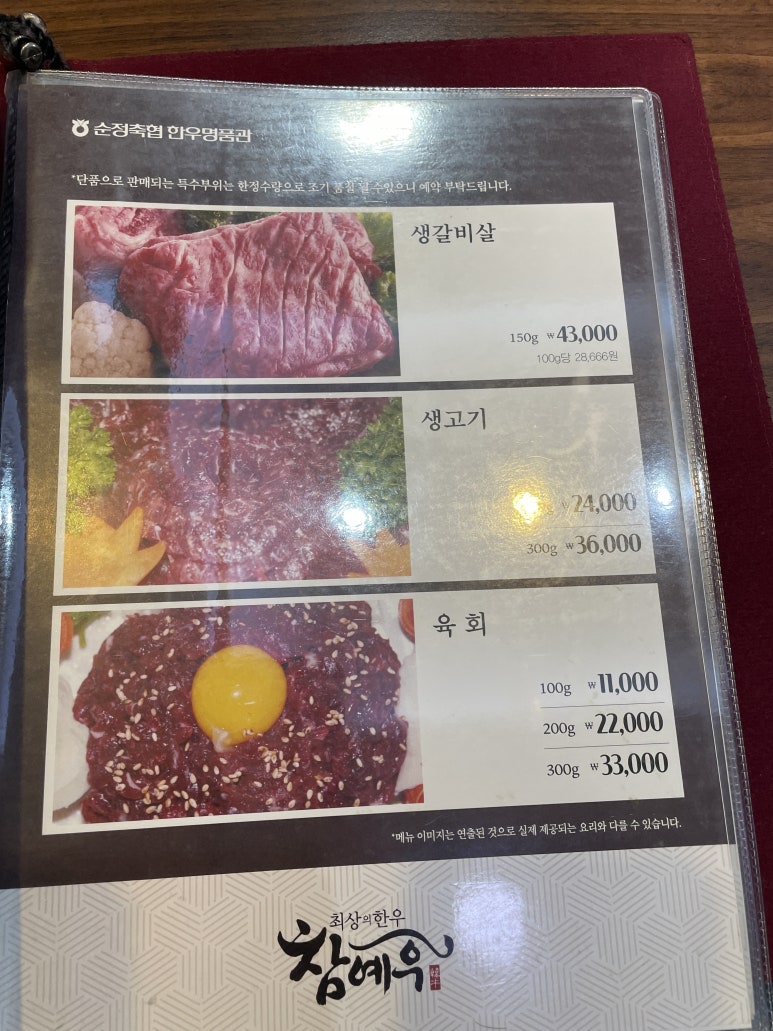 순정축협 한우명품관
*단품으로 판매되는 특수부위는 한정수량으로 조기 품절 될 수있으니 예약 부탁드립니다.
생갈비살
150g ₩43,000
100g당 28,666원
생고기
₩24,000
300g ₩36,000
육 회
100g ₩11,000
200g ₩22,000
300g ₩33,000
*메뉴 이미지는 연출된 것으로 실제 제공되는 요리와 다를 수 있습니다.
최상의한우
참예우